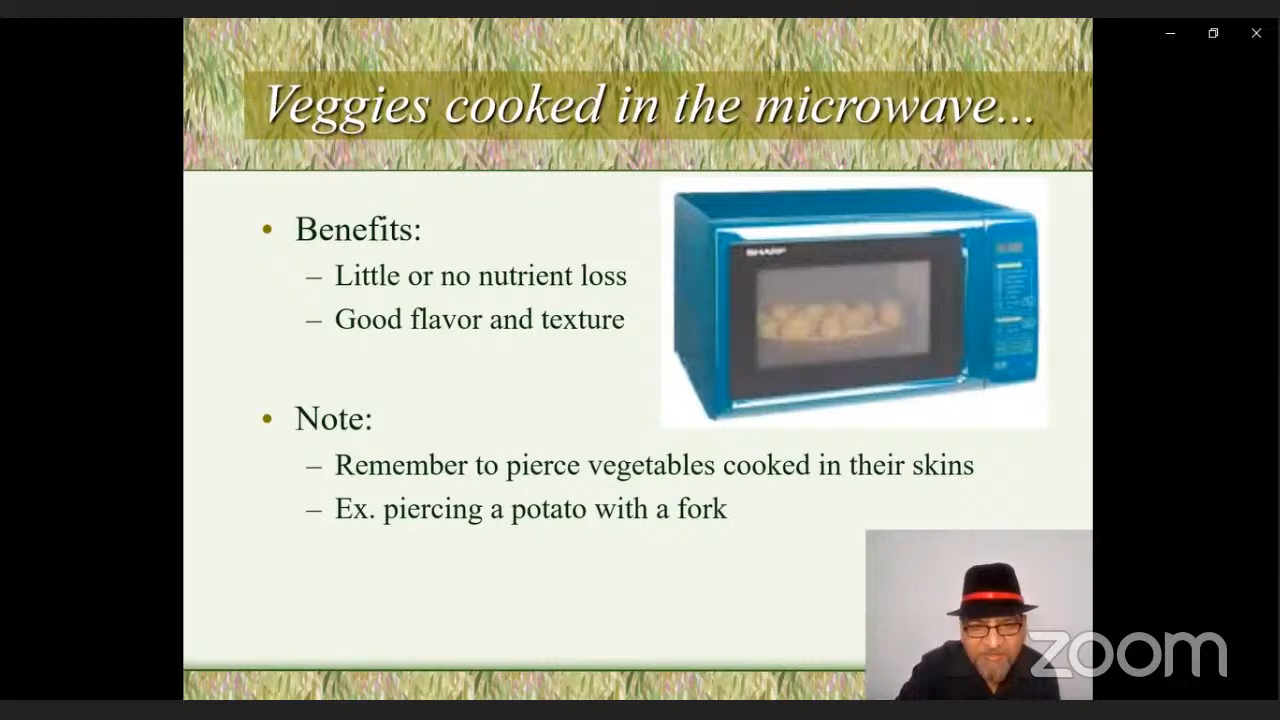 Veggies cooked in the microwave...
• Benefits:
– Little or no nutrient loss
– Good flavor and texture
SHARP
• Note:
– Remember to pierce vegetables cooked in their skins
– Ex. piercing a potato with a fork
zoom